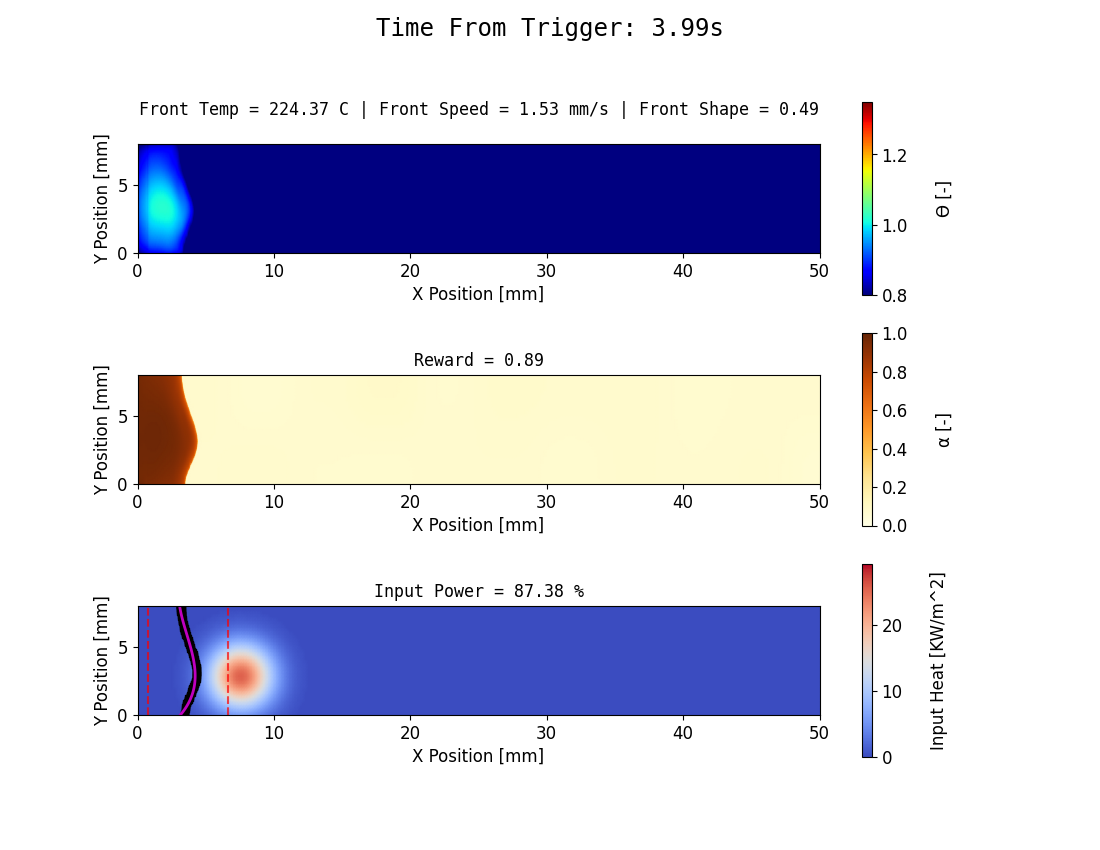 Time From Trigger: 3.99s
Front Temp = 224.37 C | Front Speed = 1.53 mm/s | Front Shape = 0.49
Y Position [mm]
5
0
0 10 20 30 40 50
X Position [mm]
1.2
1.0
0.8
Θ [-]
Reward = 0.89
Y Position [mm]
5
0
0 10 20 30 40 50
X Position [mm]
1.0
0.8
0.6
0.4
0.2
0.0
α [-]
Input Power = 87.38 %
Y Position [mm]
5
0
0 10 20 30 40 50
X Position [mm]
20
10
0
Input Heat [KW/m^2]